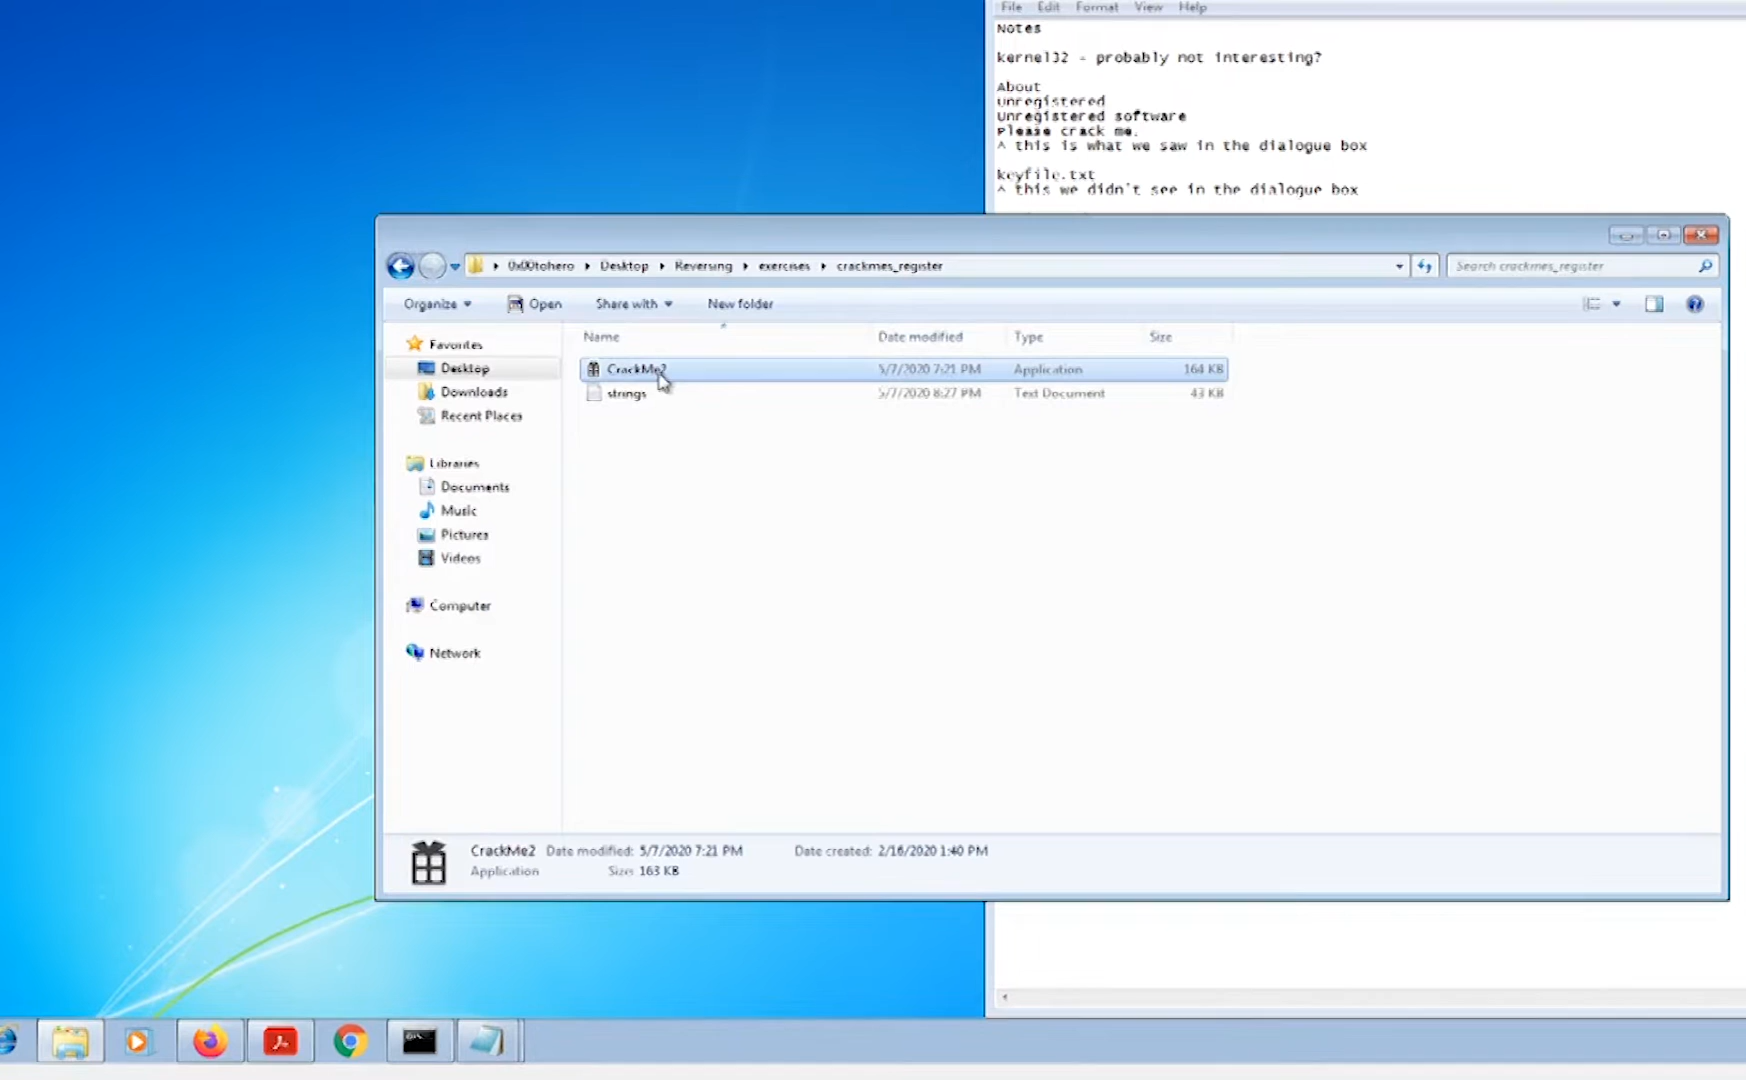 File Edit Format View Help
Notes
kernel32 - probably not interesting?
About
unregistered
Unregistered software
Please crack me.
^ this is what we saw in the dialogue box
keyfile.txt
^ this we didn't see in the dialogue box
0x00tohero Desktop Reversing exercises crackmes_register
Search crackmes_register
Organize Open Share with New folder
Name Date modified Type Size
Favorites
Desktop
Downloads
Recent Places
Libraries
Documents
Music
Pictures
Videos
Computer
Network
CrackMe2 5/7/2020 7:21 PM Application 164 KB
strings 5/7/2020 8:27 PM Text Document 43 KB
CrackMe2 Date modified: 5/7/2020 7:21 PM Date created: 2/16/2020 1:40 PM
Application Size: 163 KB